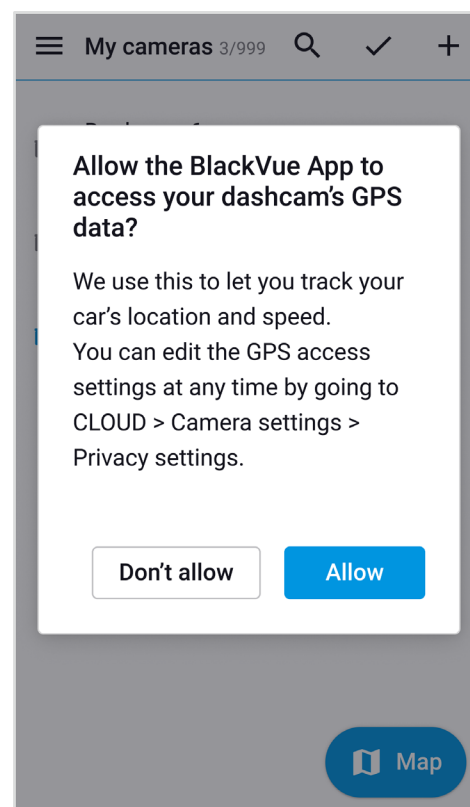 My cameras 3/999
Allow the BlackVue App to
access your dashcam's GPS
data?
We use this to let you track your
car's location and speed.
You can edit the GPS access
settings at any time by going to
CLOUD > Camera settings >
Privacy settings.
Don't allow
Allow
Map